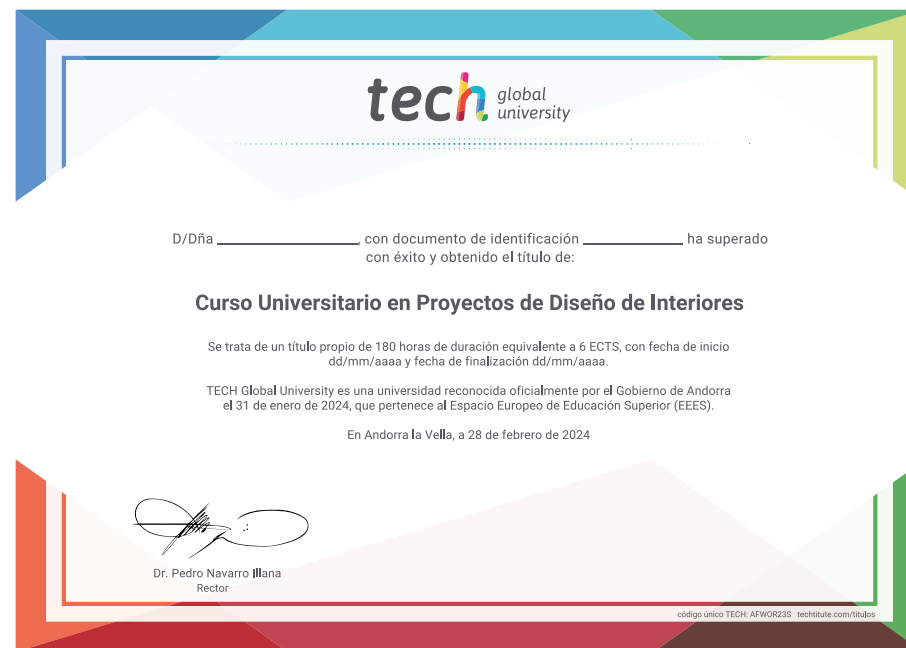 tech global university
D/Dña ____________________, con documento de identificación ______________ ha superado
con éxito y obtenido el título de:
Curso Universitario en Proyectos de Diseño de Interiores
Se trata de un título propio de 180 horas de duración equivalente a 6 ECTS, con fecha de inicio
dd/mm/aaaa y fecha de finalización dd/mm/aaaa.
TECH Global University es una universidad reconocida oficialmente por el Gobierno de Andorra
el 31 de enero de 2024, que pertenece al Espacio Europeo de Educación Superior (EEES).
En Andorra la Vella, a 28 de febrero de 2024
Dr. Pedro Navarro Illana
Rector
código único TECH: AFWOR23S techtitute.com/titulos